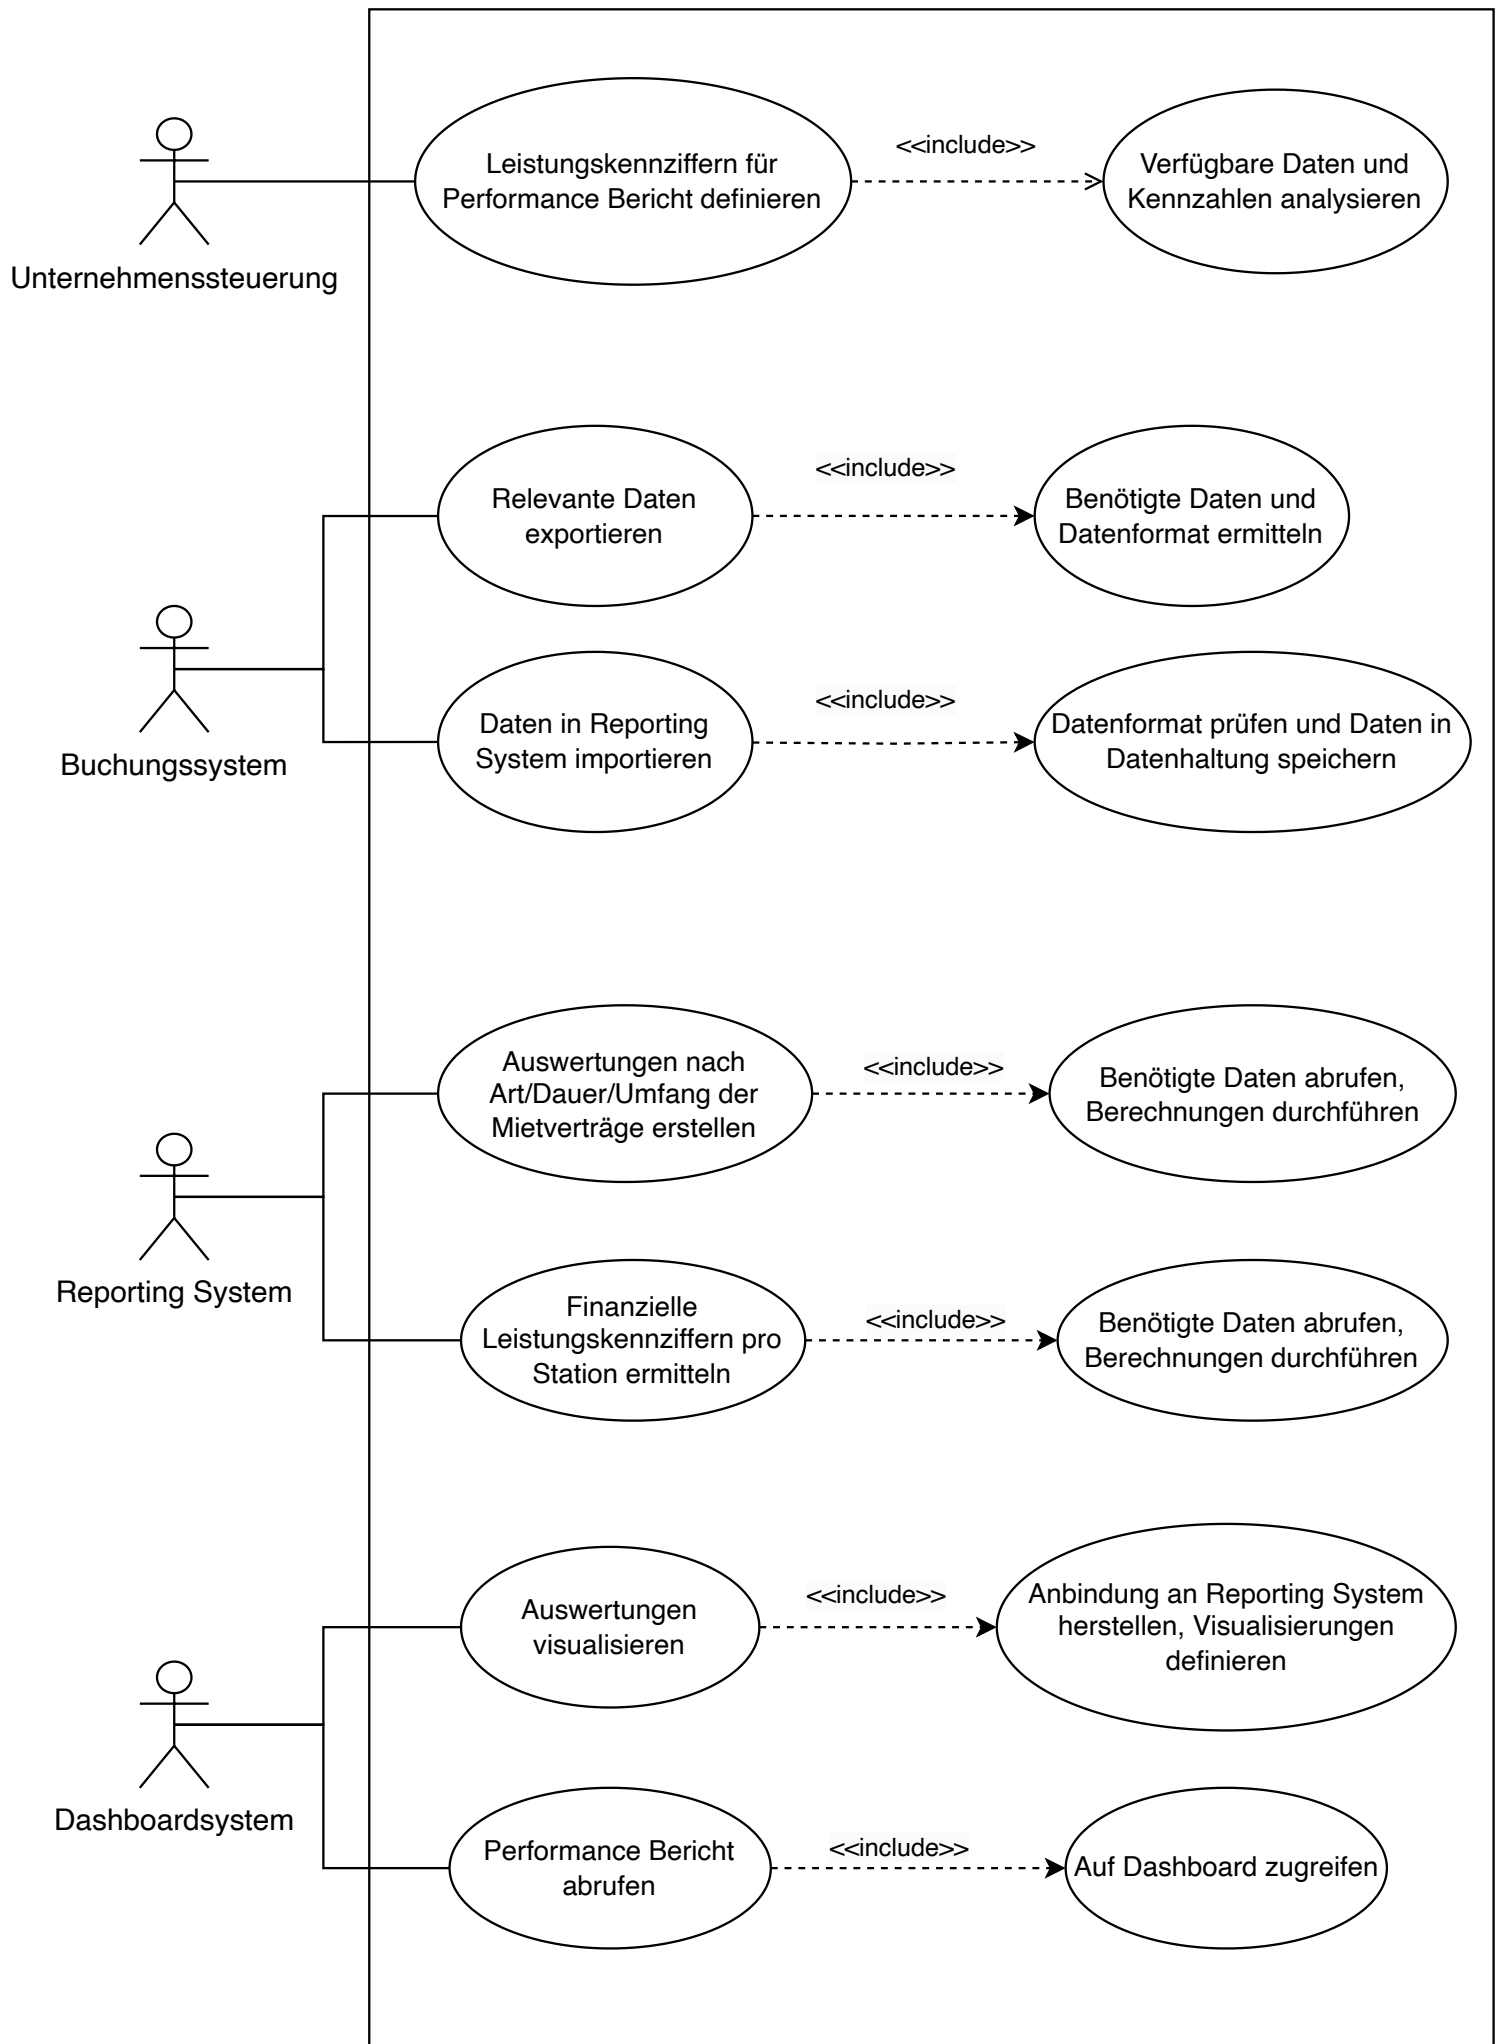 Leistungskennziffern für
Performance Bericht definieren
<<include>>
Verfügbare Daten und
Kennzahlen analysieren
Unternehmenssteuerung
Relevante Daten
exportieren
<<include>>
Benötigte Daten und
Datenformat ermitteln
Buchungssystem
Daten in Reporting
System importieren
<<include>>
Datenformat prüfen und Daten in
Datenhaltung speichern
Auswertungen nach
Art/Dauer/Umfang der
Mietverträge erstellen
<<include>>
Benötigte Daten abrufen,
Berechnungen durchführen
Reporting System
Finanzielle
Leistungskennziffern pro
Station ermitteln
<<include>>
Benötigte Daten abrufen,
Berechnungen durchführen
Auswertungen
visualisieren
<<include>>
Anbindung an Reporting System
herstellen, Visualisierungen
definieren
Dashboardsystem
Performance Bericht
abrufen
<<include>>
Auf Dashboard zugreifen